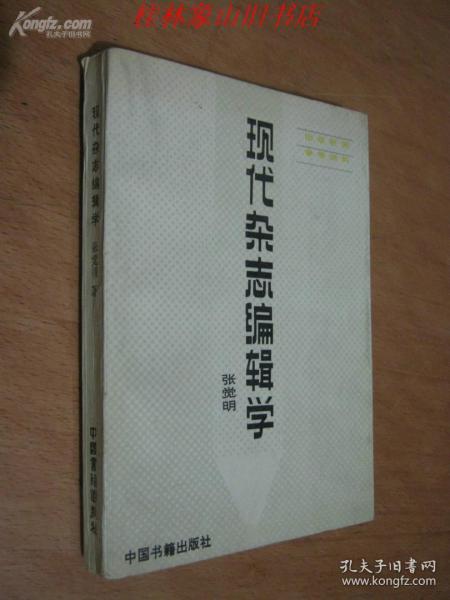 桂林象山旧书店
Kongfz.com
孔夫子旧书网
现代杂志编辑学
张觉明
中国书籍出版社
现代杂志编辑学
张觉明 著
中国书籍出版社
孔夫子旧书网
www.kongfz.com